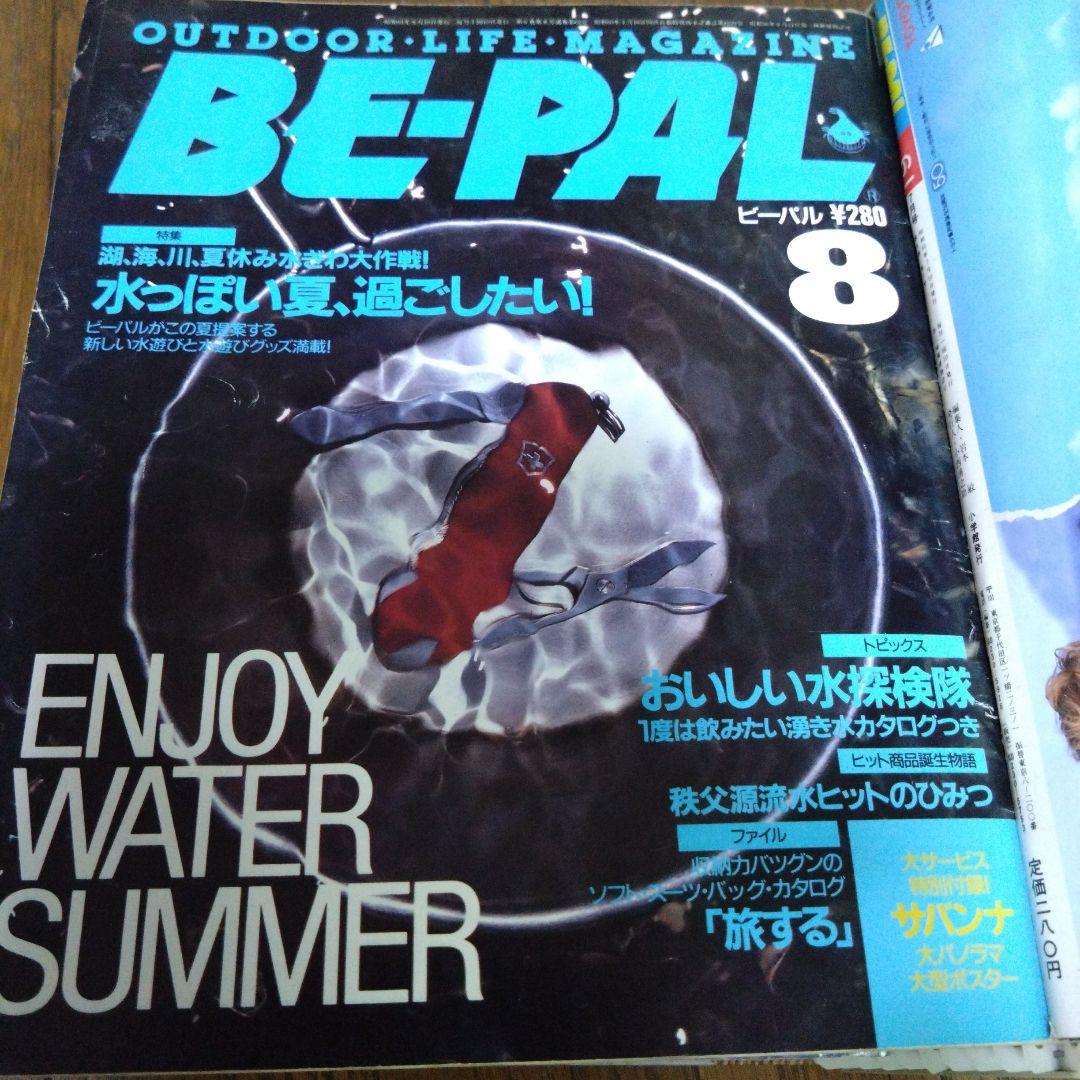 OUTDOOR・LIFE・MAGAZINE
BE-PAL
ビーパル ¥280
8
特集
湖、海、川、夏休み水ぎわ大作戦!
水っぽい夏、過ごしたい!
ビーパルがこの夏提案する
新しい水遊びと水遊びグッズ満載!
ENJOY
WATER
SUMMER
トピックス
おいしい水探検隊
1度は飲みたい湧き水カタログつき
ヒット商品誕生物語
秩父源流水ヒットのひみつ
ファイル
収納力バツグンの
ソフト・スーツ・バッグ・カタログ
「旅する」
大サービス
特別付録!
サバンナ
大パノラマ
大型ポスター
小学館発行
定価二八〇円